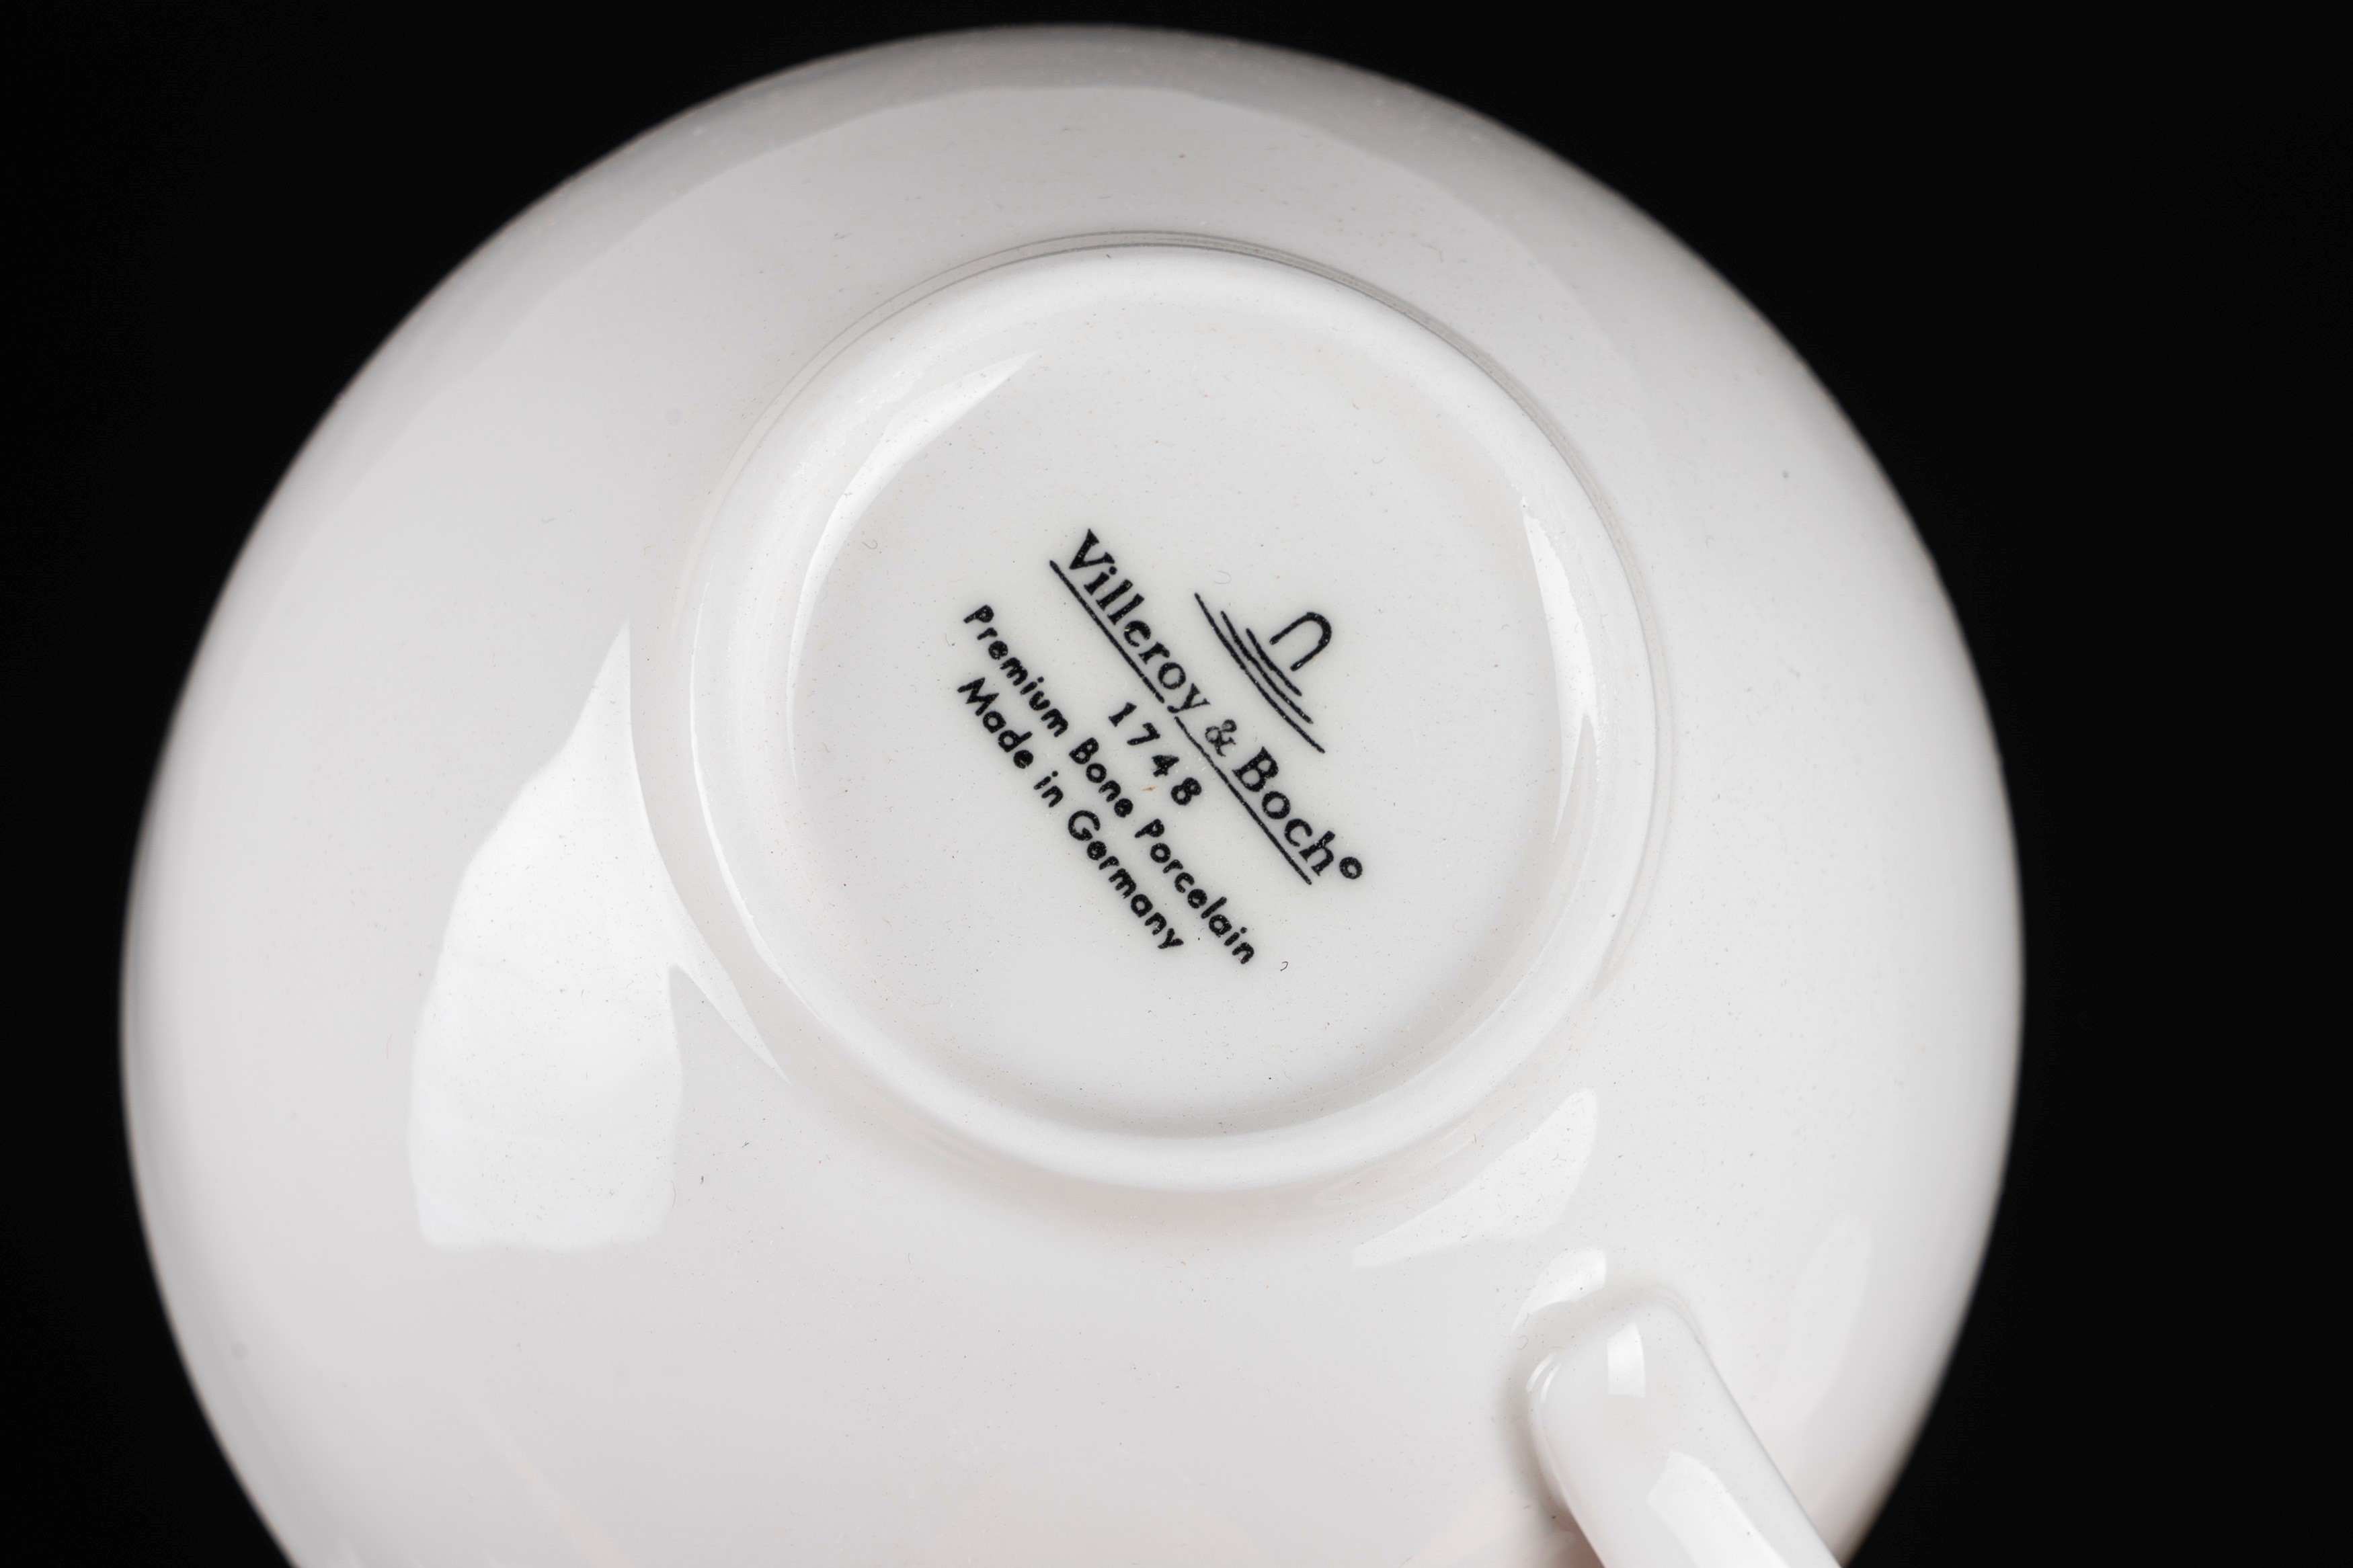 Villeroy & Boch®
1748
Premium Bone Porcelain
Made in Germany